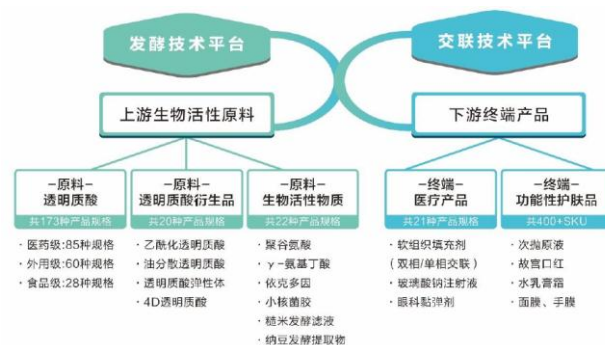 发酵技术平台
交联技术平台
上游生物活性原料
下游终端产品
–原料–
透明质酸
共173种产品规格
· 医药级:85种规格
· 外用级:60种规格
· 食品级:28种规格
–原料–
透明质酸衍生品
共20种产品规格
· 乙酰化透明质酸
· 油分散透明质酸
· 透明质酸弹性体
· 4D透明质酸
–原料–
生物活性物质
共22种产品规格
· 聚谷氨酸
· γ-氨基丁酸
· 依克多因
· 小核菌胶
· 糙米发酵滤液
· 纳豆发酵提取物
–终端–
医疗产品
共21种产品规格
· 软组织填充剂
(双相/单相交联)
· 玻璃酸钠注射液
· 眼科黏弹剂
–终端–
功能性护肤品
共400+SKU
· 次抛原液
· 故宫口红
· 水乳膏霜
· 面膜、手膜